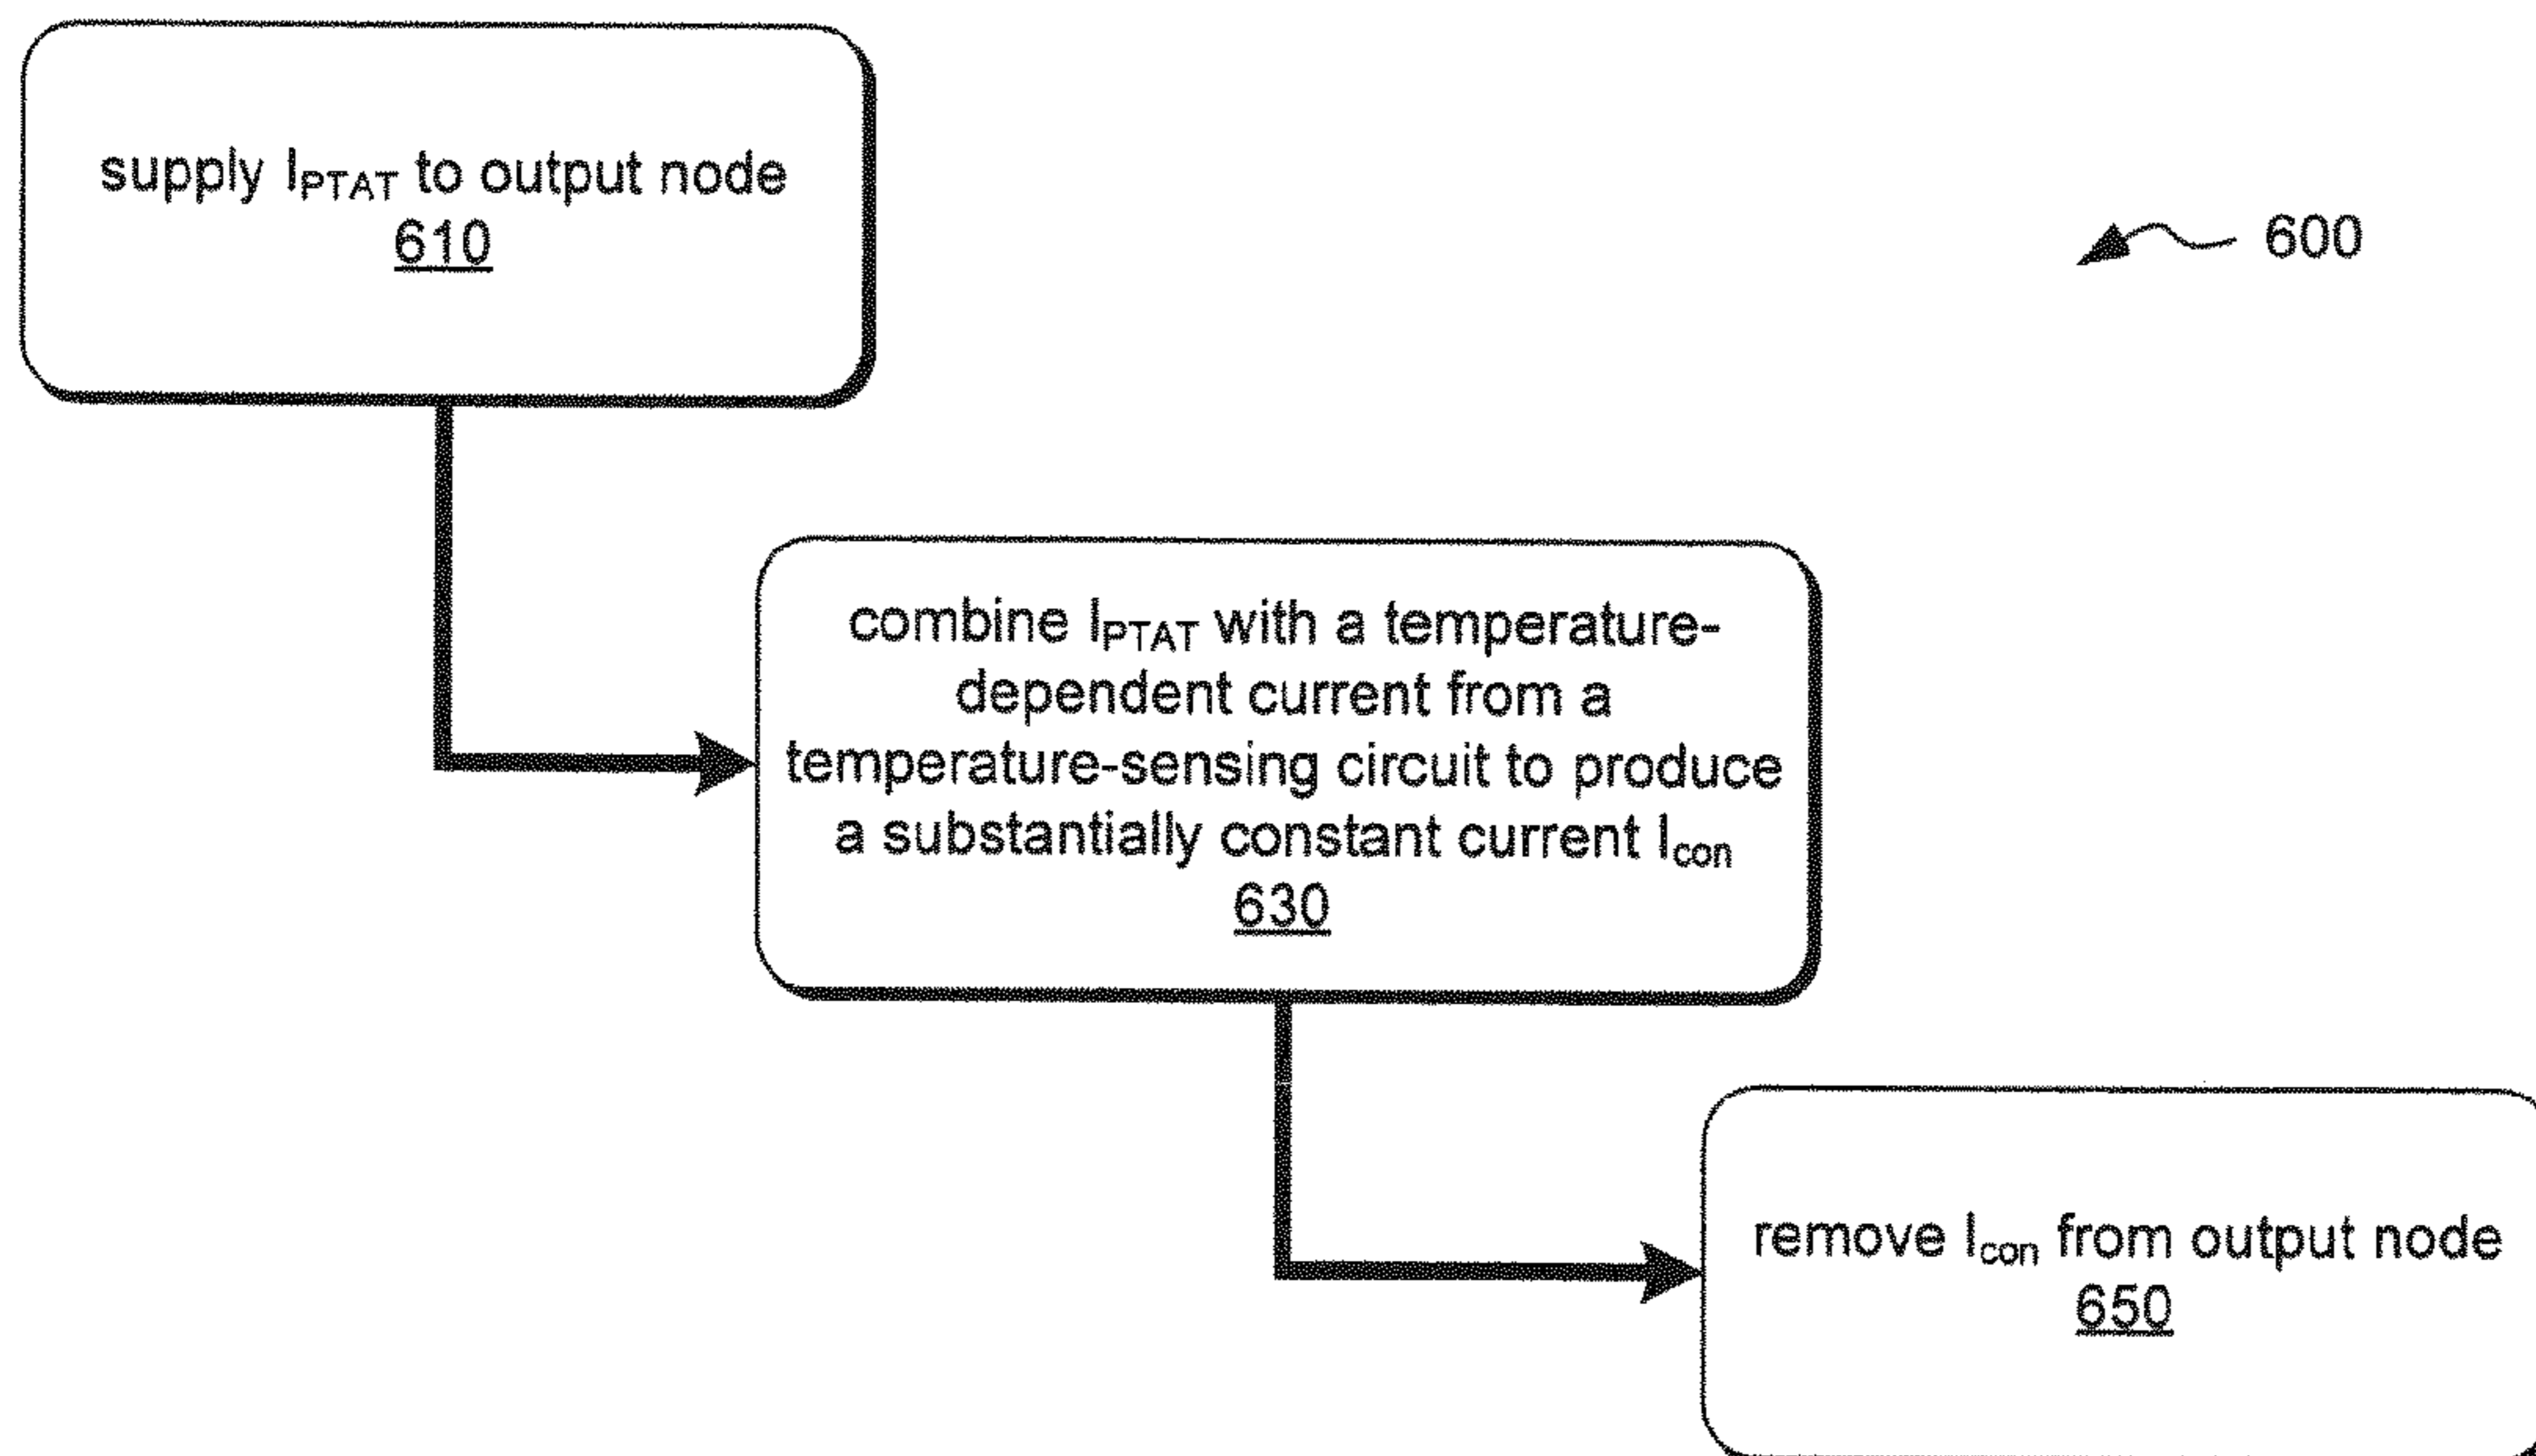 supply IPTAT to output node
610
600
combine IPTAT with a temperature-
dependent current from a
temperature-sensing circuit to produce
a substantially constant current Icon
630
remove Icon from output node
650